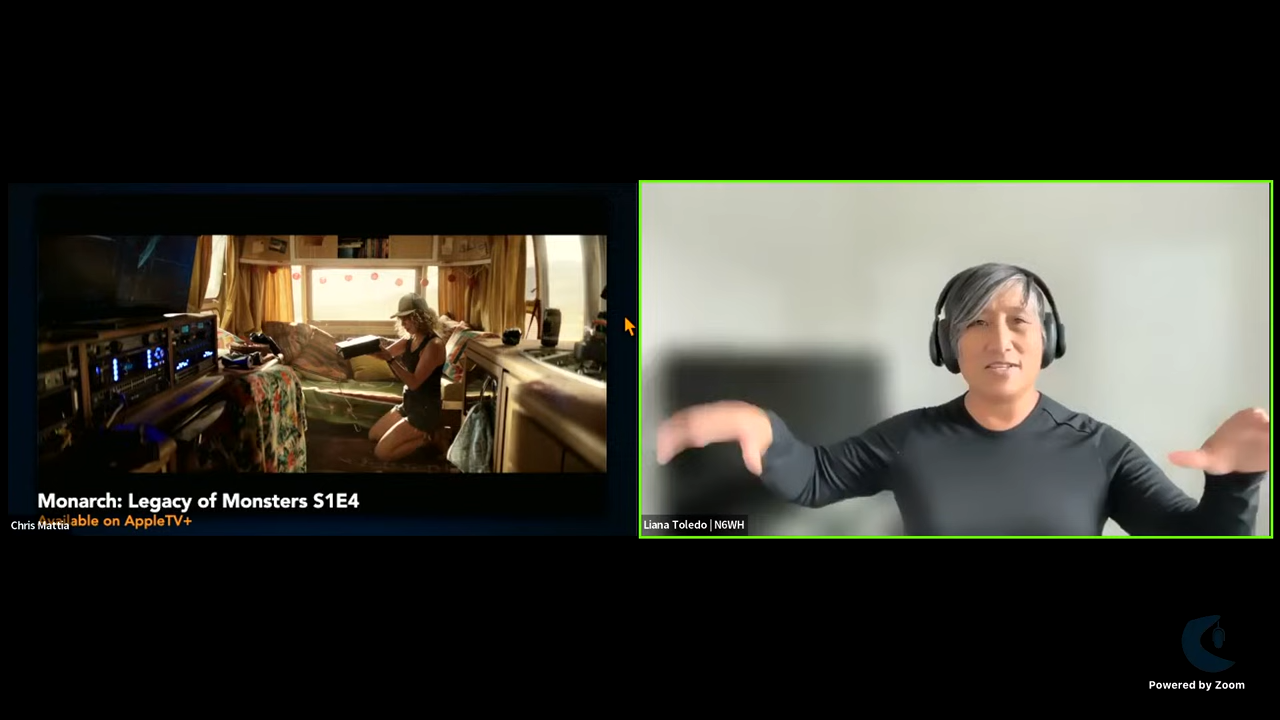 Monarch: Legacy of Monsters S1E4
Available on AppleTV+
Chris Mattia
Liana Toledo | N6WH
Powered by Zoom